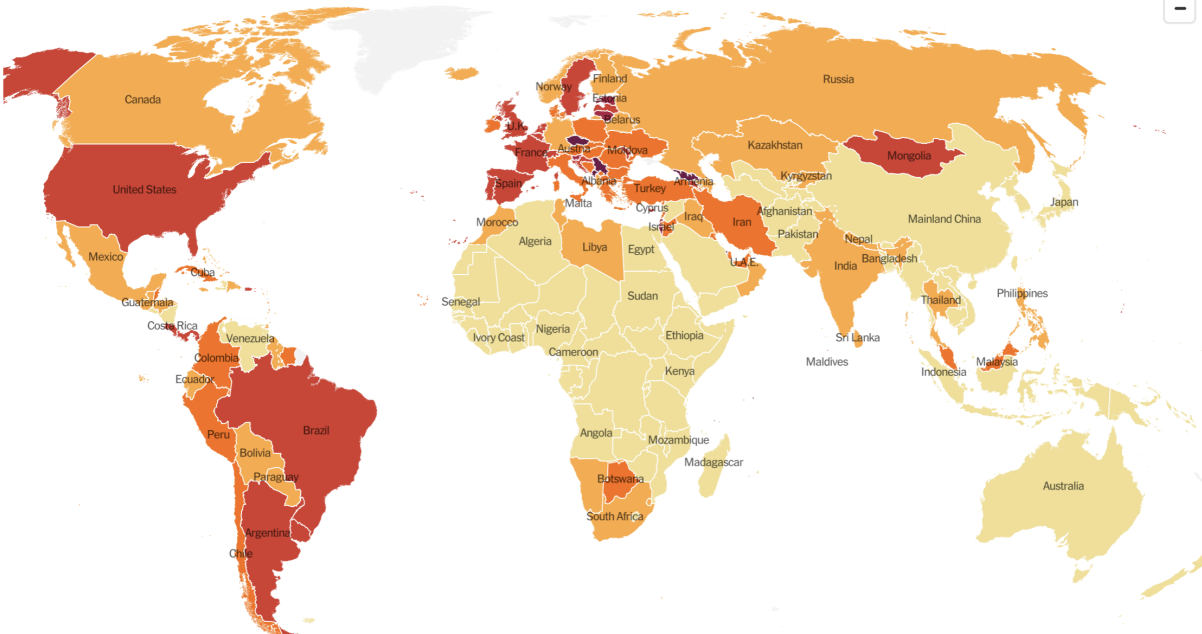 Russia
Finland
Norway
Canada
Estonia
Belarus
U.K.
Kazakhstan
Austria
Moldova
France
Mongolia
Kyrgyzstan
Albania
Armenia
Spain
United States
Turkey
Malta
Cyprus
Japan
Afghanistan
Iraq
Mainland China
Morocco
Iran
Israel
Pakistan
Algeria
Nepal
Libya
Egypt
Mexico
Bangladesh
U.A.E.
India
Cuba
Philippines
Sudan
Thailand
Senegal
Guatemala
Costa Rica
Nigeria
Ethiopia
Ivory Coast
Sri Lanka
Venezuela
Cameroon
Colombia
Maldives
Malaysia
Kenya
Indonesia
Ecuador
Brazil
Angola
Peru
Mozambique
Bolivia
Madagascar
Paraguay
Botswana
Australia
South Africa
Argentina
Chile